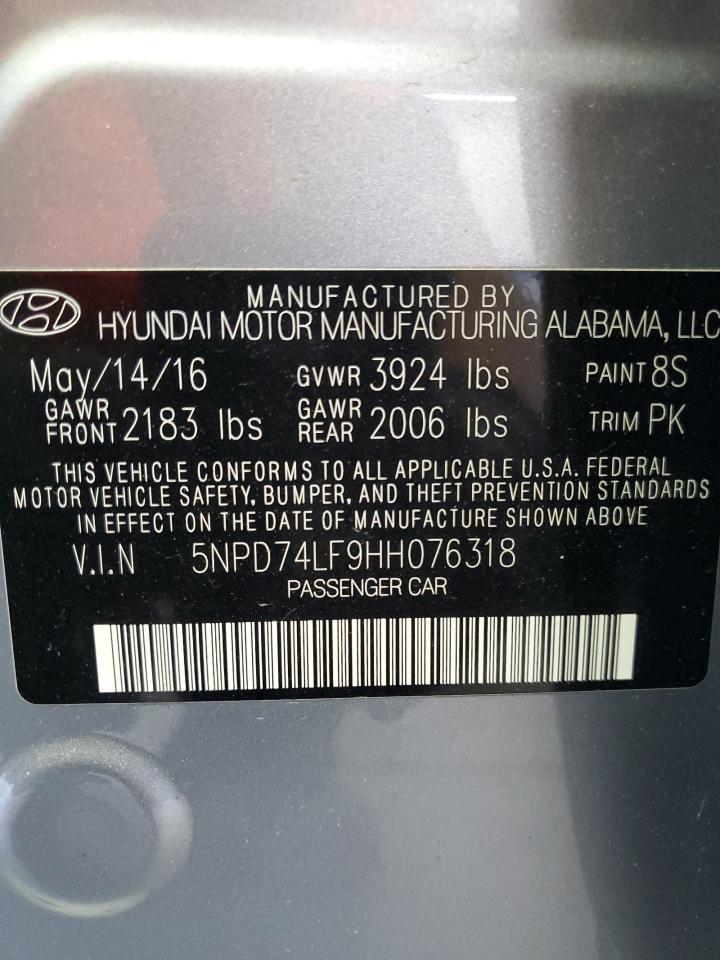 MANUFACTURED BY
HYUNDAI MOTOR MANUFACTURING ALABAMA, LLC
May/14/16 GVWR 3924 lbs PAINT 8S
GAWR FRONT 2183 lbs GAWR REAR 2006 lbs TRIM PK
THIS VEHICLE CONFORMS TO ALL APPLICABLE U.S.A. FEDERAL
MOTOR VEHICLE SAFETY, BUMPER, AND THEFT PREVENTION STANDARDS
IN EFFECT ON THE DATE OF MANUFACTURE SHOWN ABOVE
V.I.N 5NPD74LF9HH076318
PASSENGER CAR